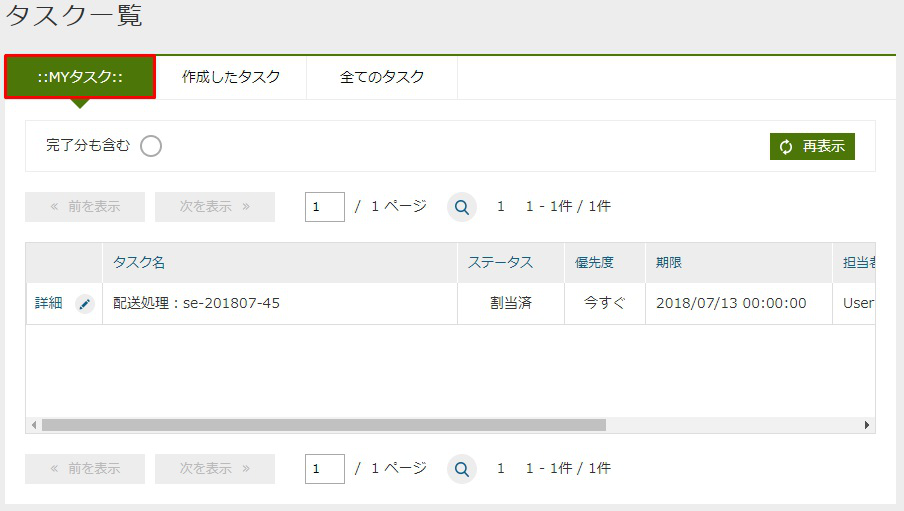 タスク一覧
::MYタスク:: 作成したタスク 全てのタスク
完了分も含む 再表示
« 前を表示 次を表示 » 1 / 1 ページ 1 1 - 1件 / 1件
タスク名 ステータス 優先度 期限 担当
詳細 配送処理：se-201807-45 割当済 今すぐ 2018/07/13 00:00:00 User
« 前を表示 次を表示 » 1 / 1 ページ 1 1 - 1件 / 1件